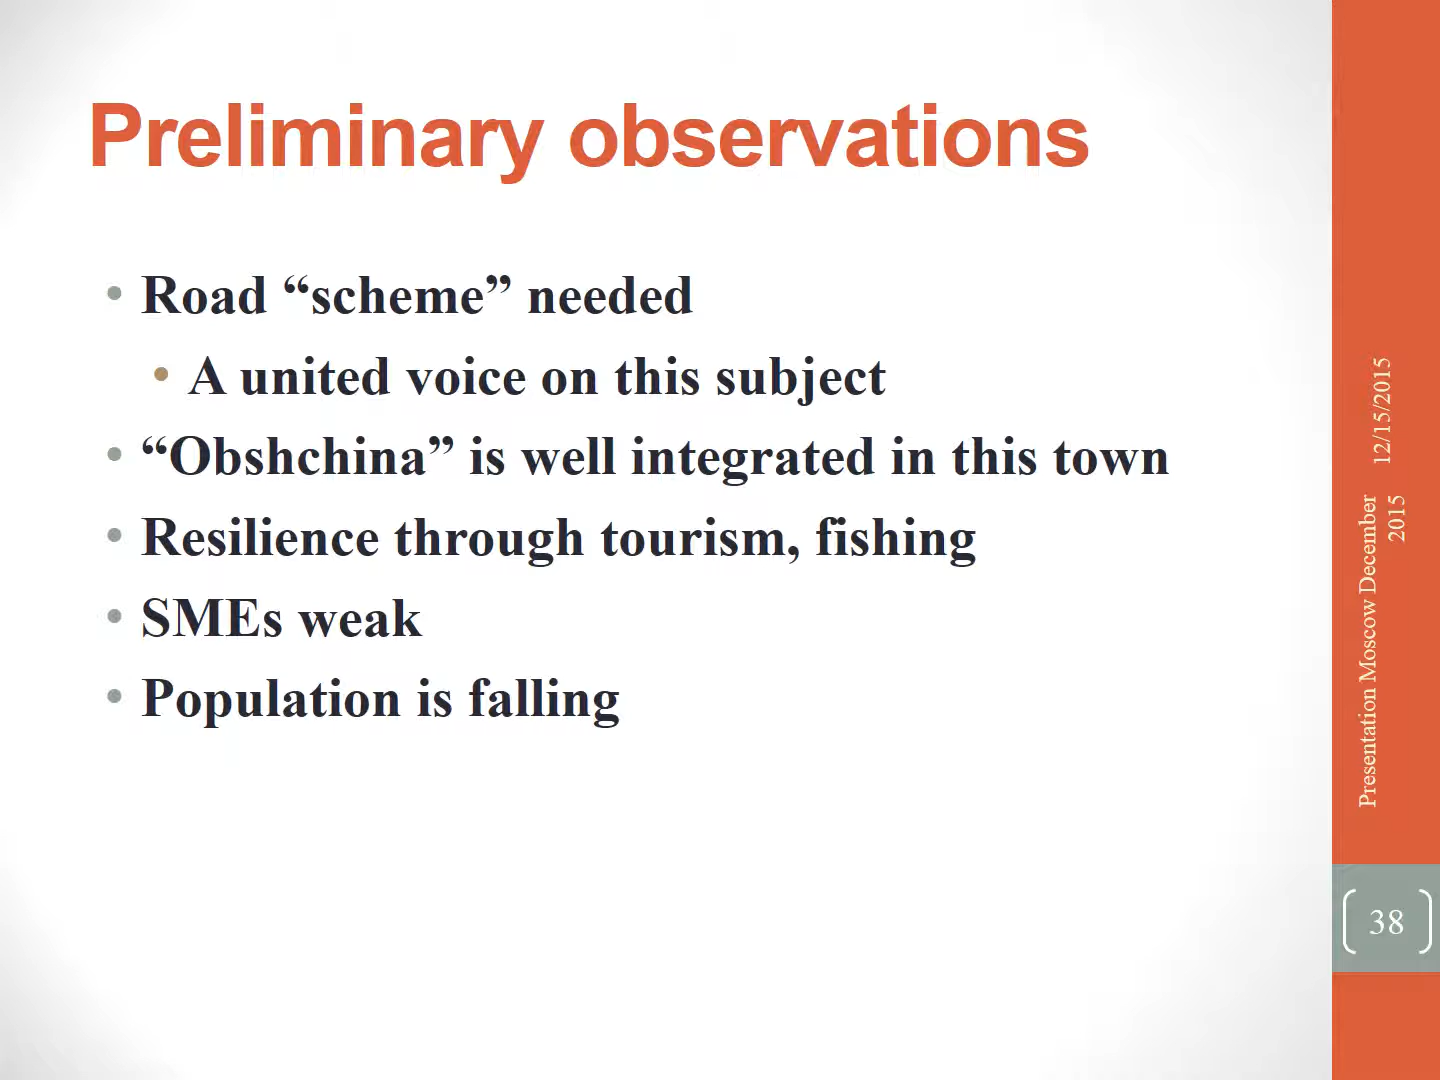 Preliminary observations
• Road “scheme” needed
• A united voice on this subject
• “Obshchina” is well integrated in this town
• Resilience through tourism, fishing
• SMEs weak
• Population is falling
12/15/2015
Presentation Moscow December
2015
38